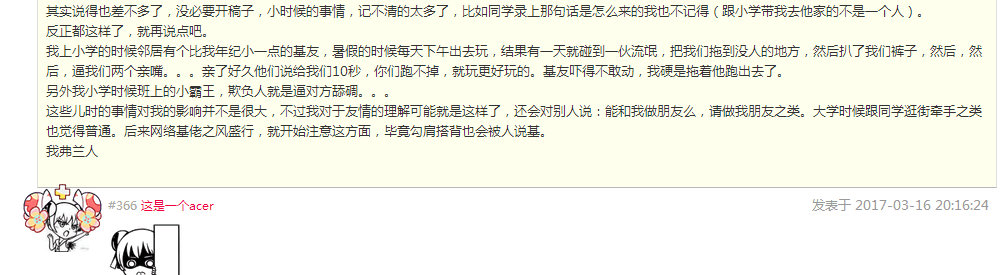 其实说得也差不多了，没必要开稿子，小时候的事情，记不清的太多了，比如同学录上那句话是怎么来的我也不记得（跟小学带我去他家的不是一个人）。
反正都这样了，就再说点吧。
我上小学的时候邻居有个比我年纪小一点的基友，暑假的时候每天下午出去玩，结果有一天就碰到一伙流氓，把我们拖到没人的地方，然后扒了我们裤子，然后，然
后，逼我们两个亲嘴。。。亲了好久他们说给我们10秒，你们跑不掉，就玩更好玩的。基友吓得不敢动，我硬是拖着他跑出去了。
另外我小学时候班上的小霸王，欺负人就是逼对方舔调。。。
这些儿时的事情对我的影响并不是很大，不过我对于友情的理解可能就是这样了，还会对别人说：能和我做朋友么，请做我朋友之类。大学时候跟同学逛街牵手之类
也觉得普通。后来网络基佬之风盛行，就开始注意这方面，毕竟勾肩搭背也会被人说基。
我弗兰人
#366 这是一个acer
发表于 2017-03-16 20:16:24